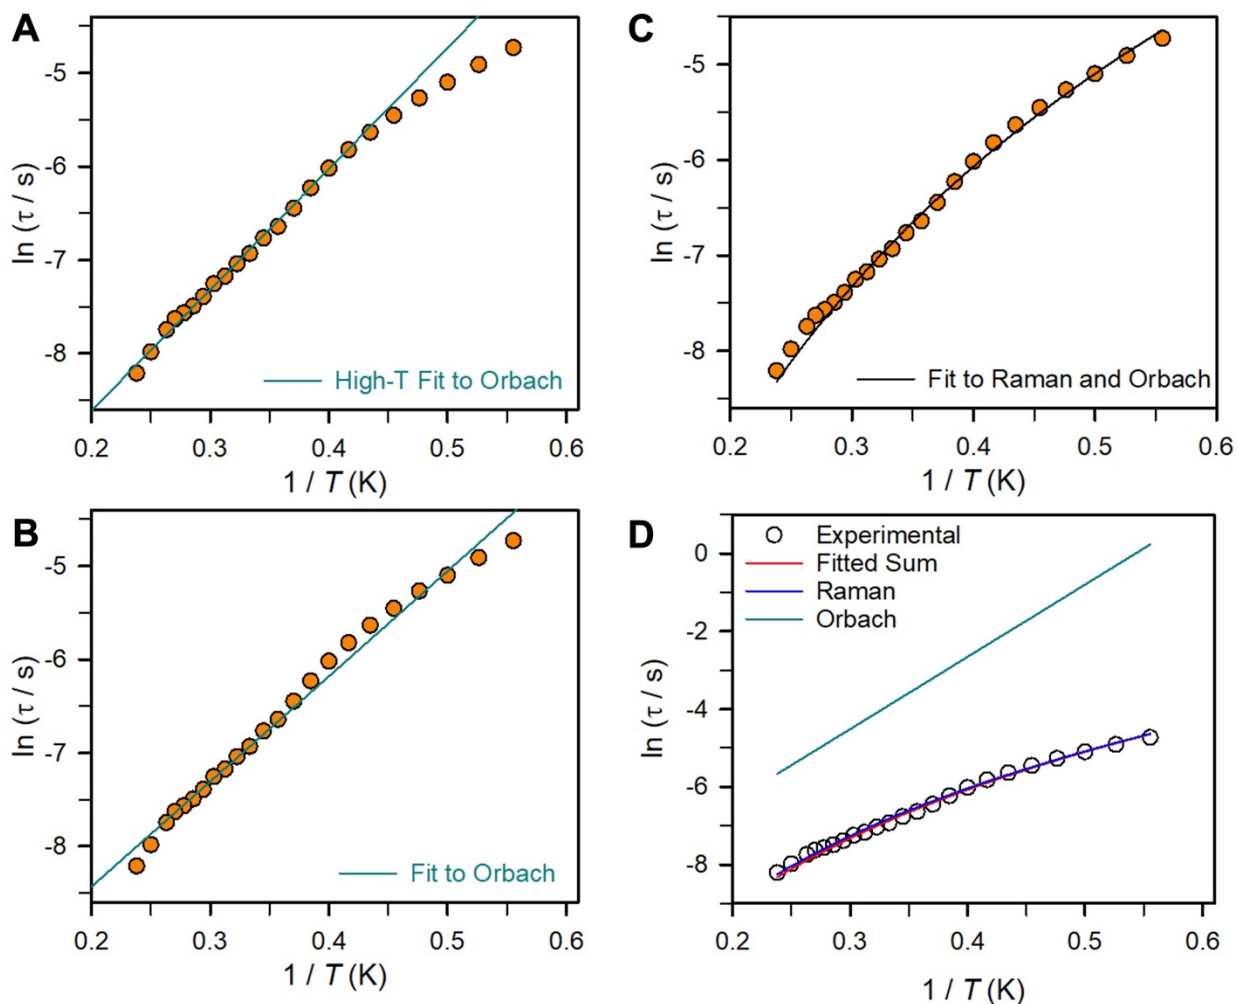 A
ln (τ / s)
-5
-6
-7
-8
High-T Fit to Orbach
0.2 0.3 0.4 0.5 0.6
1 / T (K)
C
ln (τ / s)
-5
-6
-7
-8
Fit to Raman and Orbach
0.2 0.3 0.4 0.5 0.6
1 / T (K)
B
ln (τ / s)
-5
-6
-7
-8
Fit to Orbach
0.2 0.3 0.4 0.5 0.6
1 / T (K)
D
ln (τ / s)
0
-2
-4
-6
-8
Experimental
Fitted Sum
Raman
Orbach
0.2 0.3 0.4 0.5 0.6
1 / T (K)